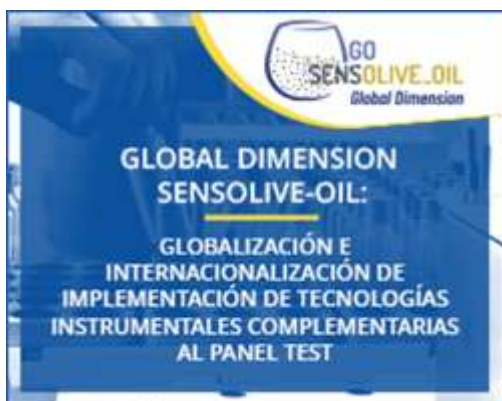 GO
SENSOLIVE_OIL
Global Dimension
GLOBAL DIMENSION
SENSOLIVE-OIL:
GLOBALIZACIÓN E
INTERNACIONALIZACIÓN DE
IMPLEMENTACIÓN DE TECNOLOGÍAS
INSTRUMENTALES COMPLEMENTARIAS
AL PANEL TEST